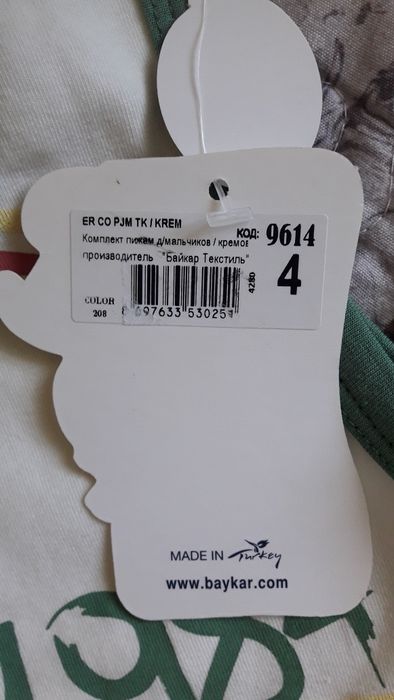 ER CO PJM TK / KREM
Комплект пижам д/мальчиков / кремов
КОД: 9614
производитель "Байкар Текстиль"
4
COLOR
208
8 697633 53025
4280
MADE IN Turkey
www.baykar.com